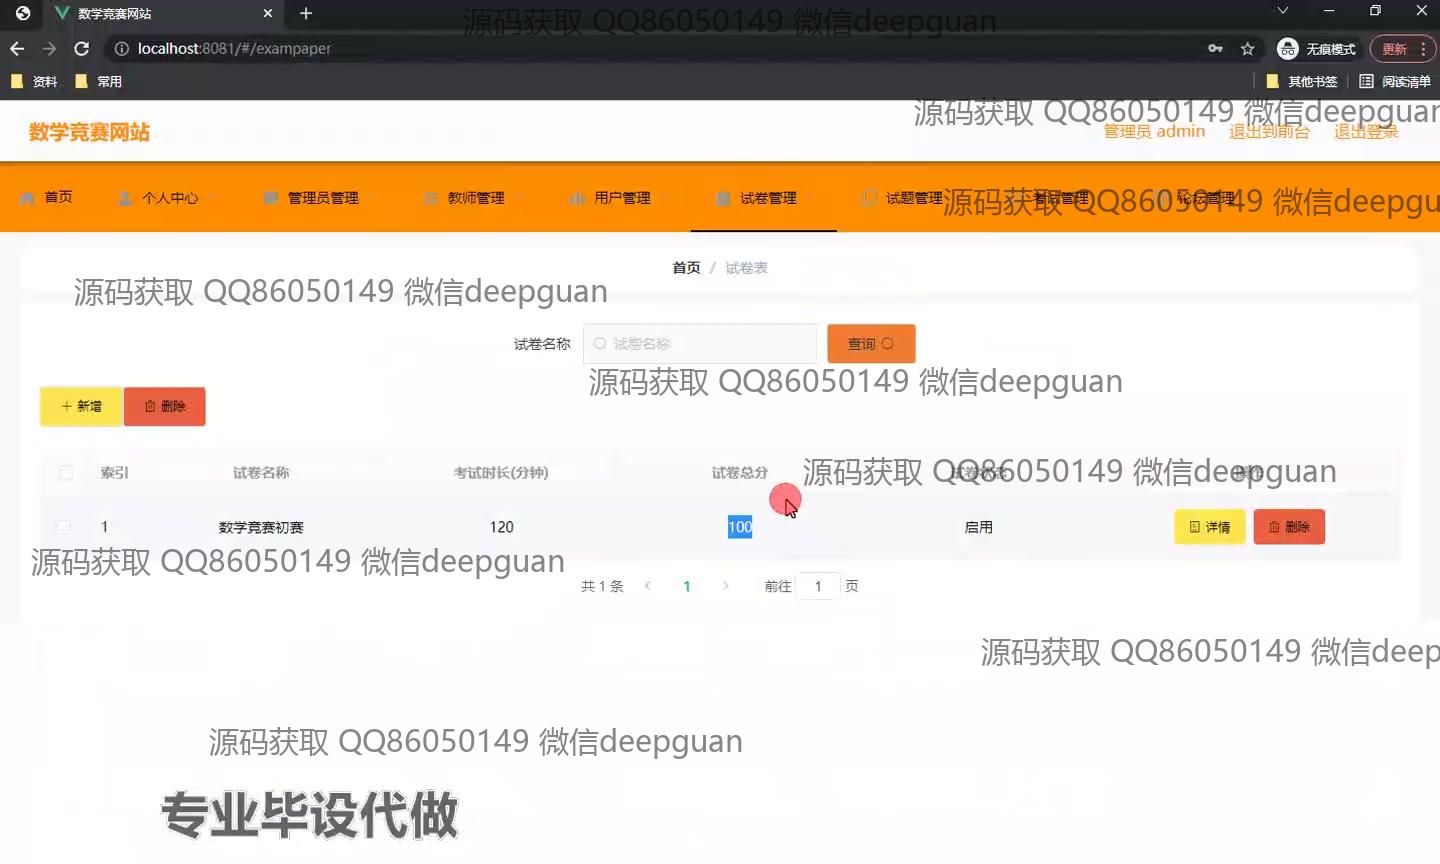 数学竞赛网站
源码获取 QQ86050149 微信deepguan
localhost:8081/#/exampaper
无痕模式
更新
资料
常用
其他书签
阅读清单
源码获取 QQ86050149 微信deepguan
数学竞赛网站
管理员 admin
退出到前台
退出登录
首页
个人中心
管理员管理
教师管理
用户管理
试卷管理
试题管理
考试管理
论坛管理
源码获取 QQ86050149 微信deepgu
首页 / 试卷表
源码获取 QQ86050149 微信deepguan
试卷名称
试卷名称
查询
源码获取 QQ86050149 微信deepguan
+ 新增
删除
索引 试卷名称 考试时长(分钟) 试卷总分 试卷状态
源码获取 QQ86050149 微信deepguan
1 数学竞赛初赛 120 100 启用 详情 删除
源码获取 QQ86050149 微信deepguan
共 1 条 < 1 > 前往 1 页
源码获取 QQ86050149 微信deep
源码获取 QQ86050149 微信deepguan
专业毕设代做